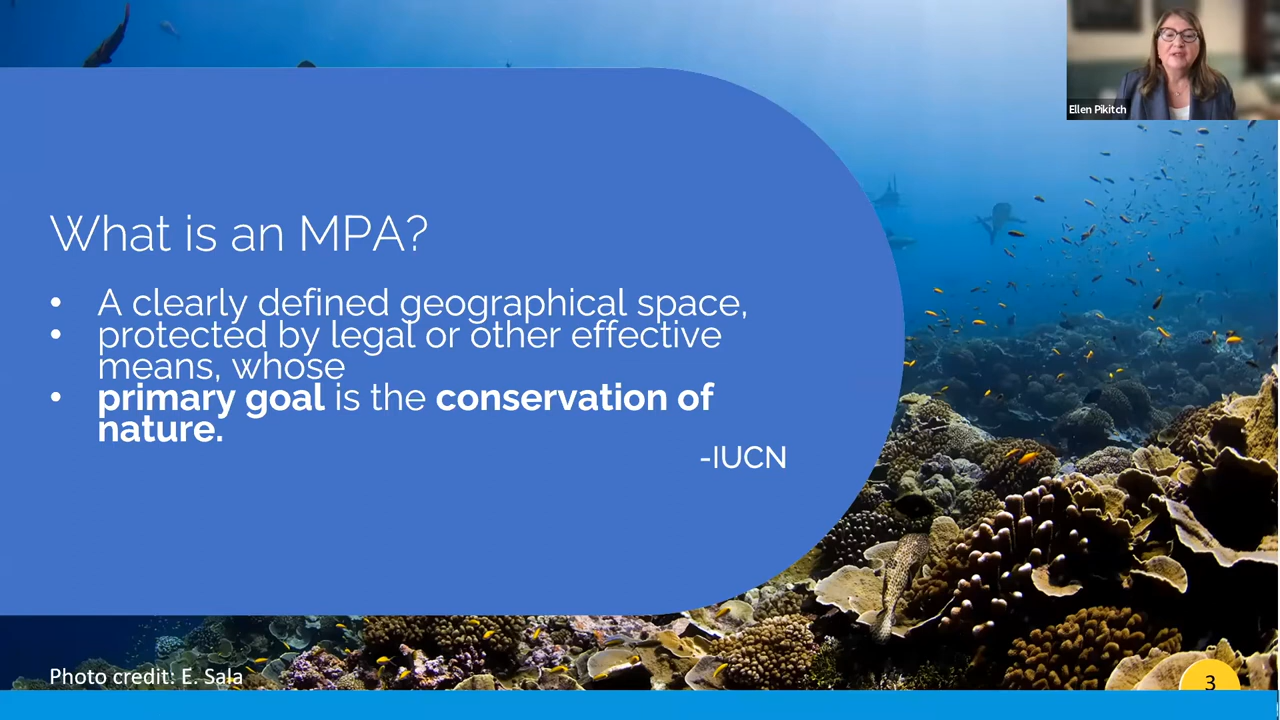 Ellen Pikitch
What is an MPA?
• A clearly defined geographical space,
• protected by legal or other effective
means, whose
• primary goal is the conservation of
nature.
-IUCN
Photo credit: E. Sala
3